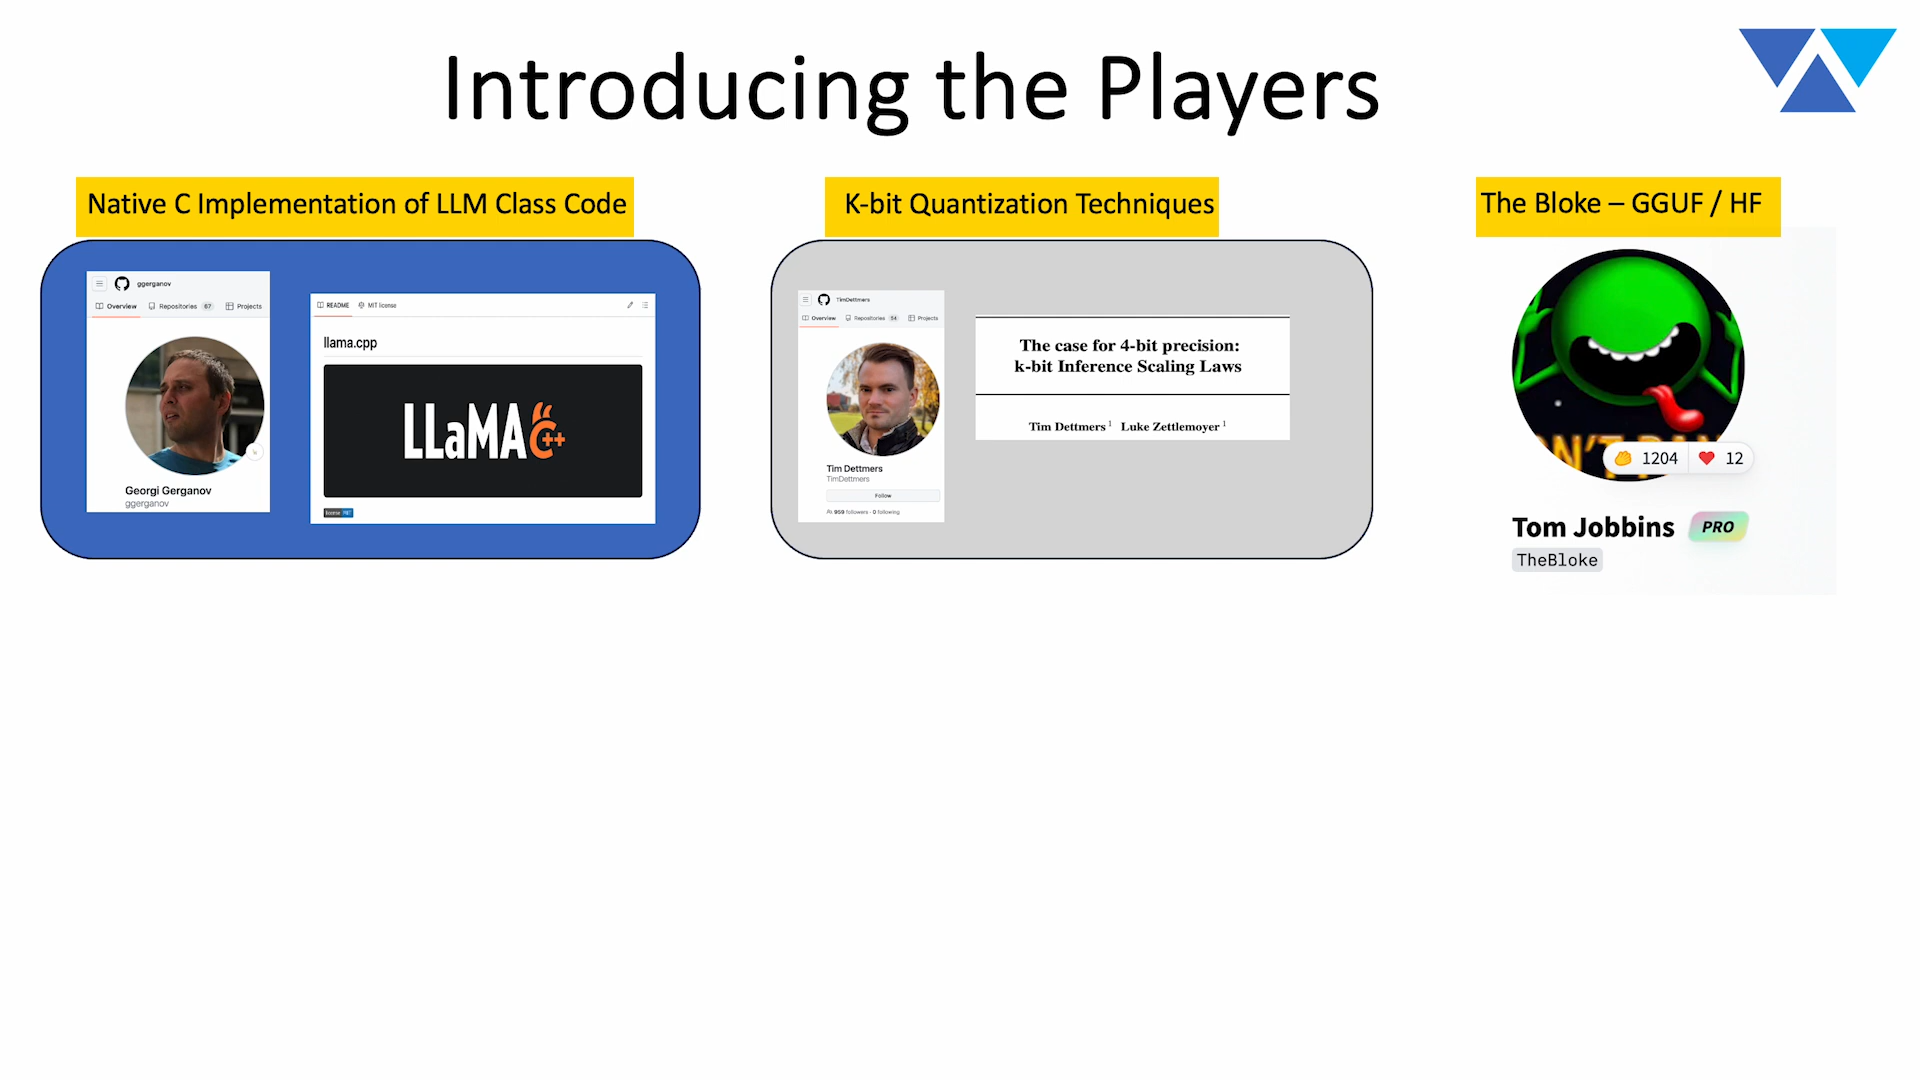 Introducing the Players
Native C Implementation of LLM Class Code
ggerganov
Overview Repositories 67 Projects
Georgi Gerganov
ggerganov
README MIT license
llama.cpp
LLaMA C++
license MIT
K-bit Quantization Techniques
TimDettmers
Overview Repositories 54 Projects
Tim Dettmers
TimDettmers
Follow
959 followers · 0 following
The case for 4-bit precision:
k-bit Inference Scaling Laws
Tim Dettmers 1 Luke Zettlemoyer 1
The Bloke – GGUF / HF
1204 12
Tom Jobbins PRO
TheBloke